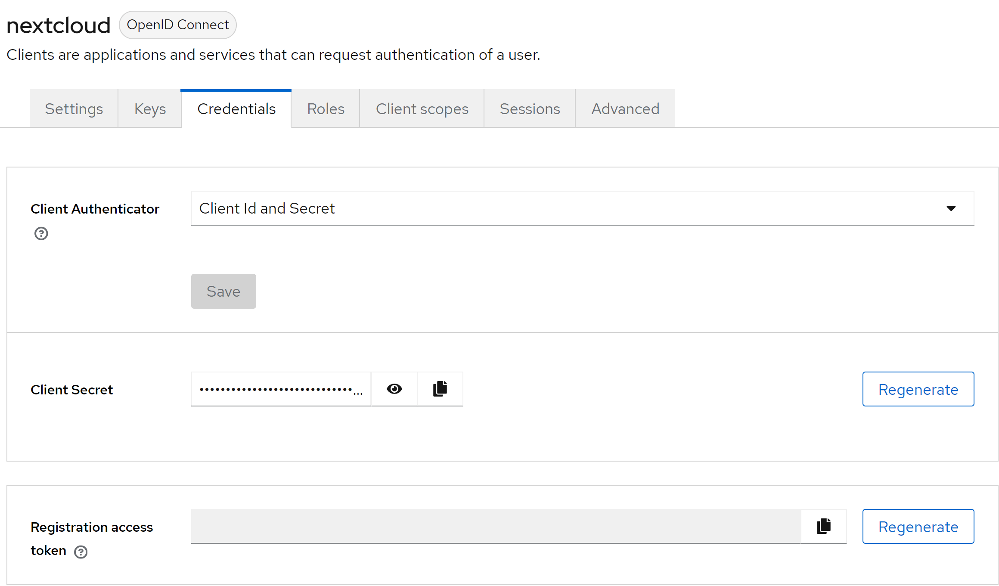 nextcloud OpenID Connect
Clients are applications and services that can request authentication of a user.
Settings Keys Credentials Roles Client scopes Sessions Advanced
Client Authenticator Client Id and Secret
Save
Client Secret ••••••••••••••••••••••••••••••... Regenerate
Registration access Regenerate
token